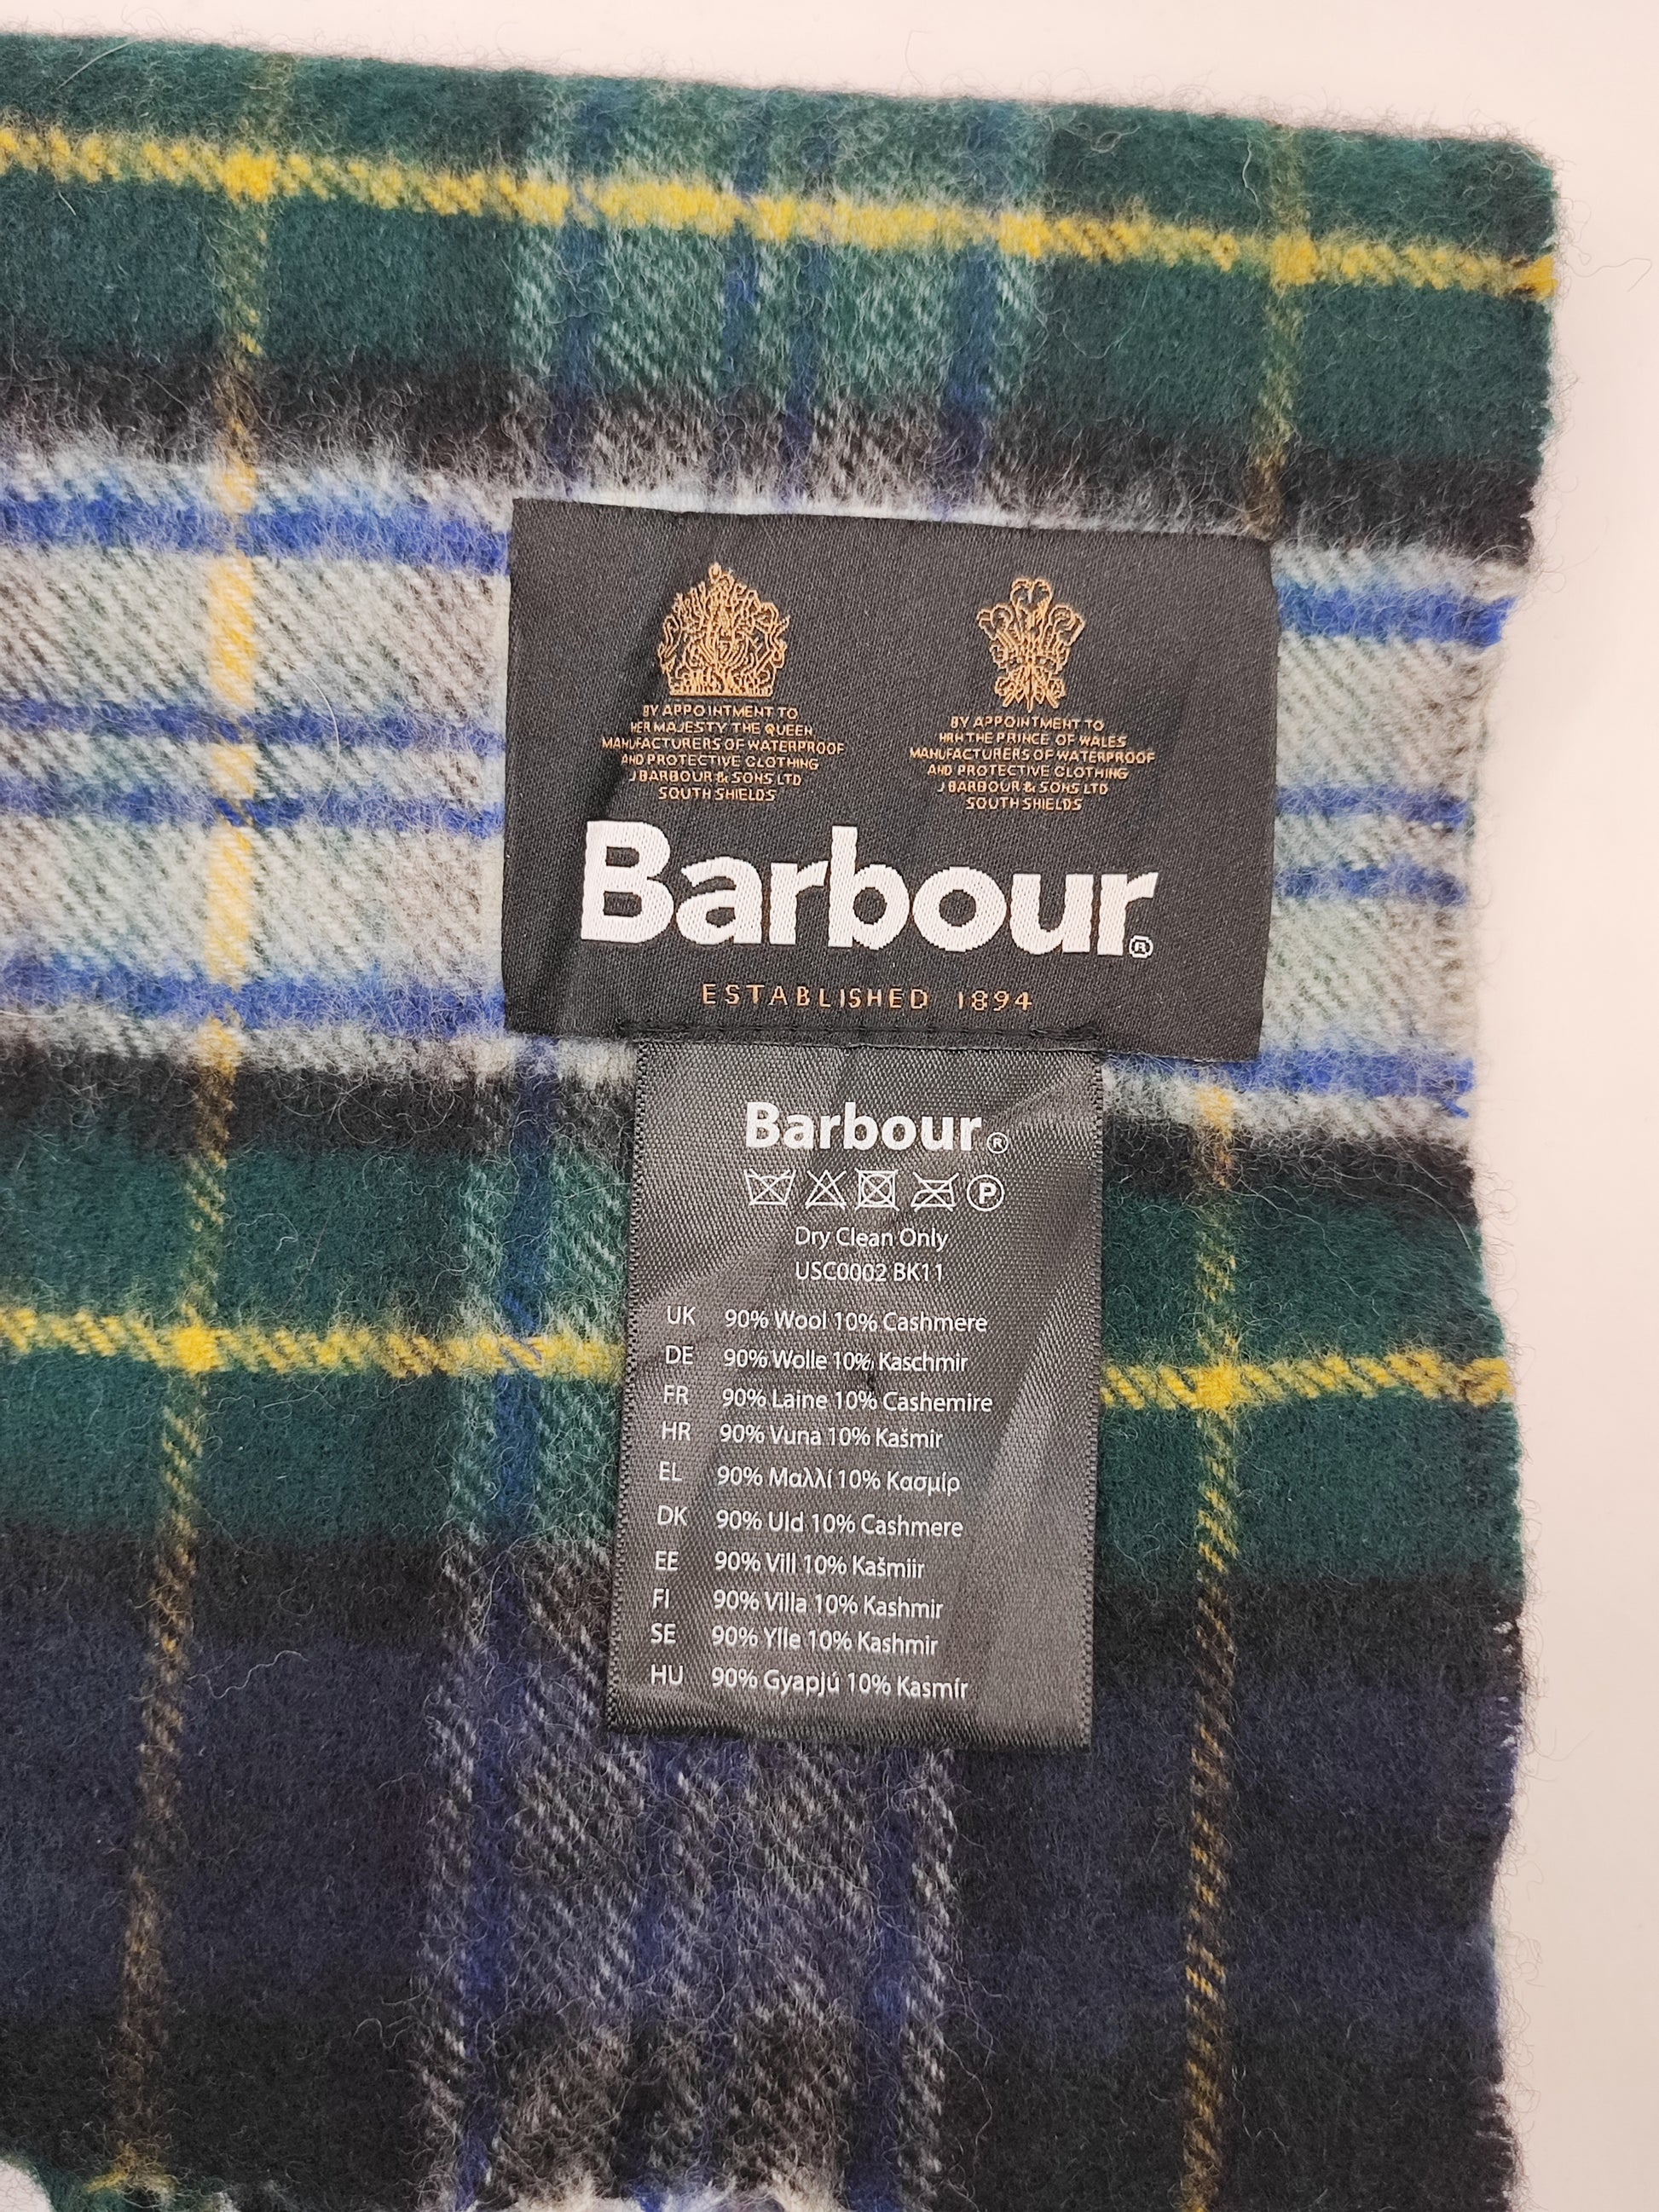 BY APPOINTMENT TO
HER MAJESTY THE QUEEN
MANUFACTURERS OF WATERPROOF
AND PROTECTIVE CLOTHING
J BARBOUR & SONS LTD
SOUTH SHIELDS
BY APPOINTMENT TO
HRH THE PRINCE OF WALES
MANUFACTURERS OF WATERPROOF
AND PROTECTIVE CLOTHING
J BARBOUR & SONS LTD
SOUTH SHIELDS
Barbour®
ESTABLISHED 1894
Barbour®
P
Dry Clean Only
USC0002 BK11
UK 90% Wool 10% Cashmere
DE 90% Wolle 10% Kaschmir
FR 90% Laine 10% Cashemire
HR 90% Vuna 10% Kašmir
EL 90% Μαλλί 10% Κασμίρ
DK 90% Uld 10% Cashmere
EE 90% Vill 10% Kašmiir
FI 90% Villa 10% Kashmir
SE 90% Ylle 10% Kashmir
HU 90% Gyapjú 10% Kasmír